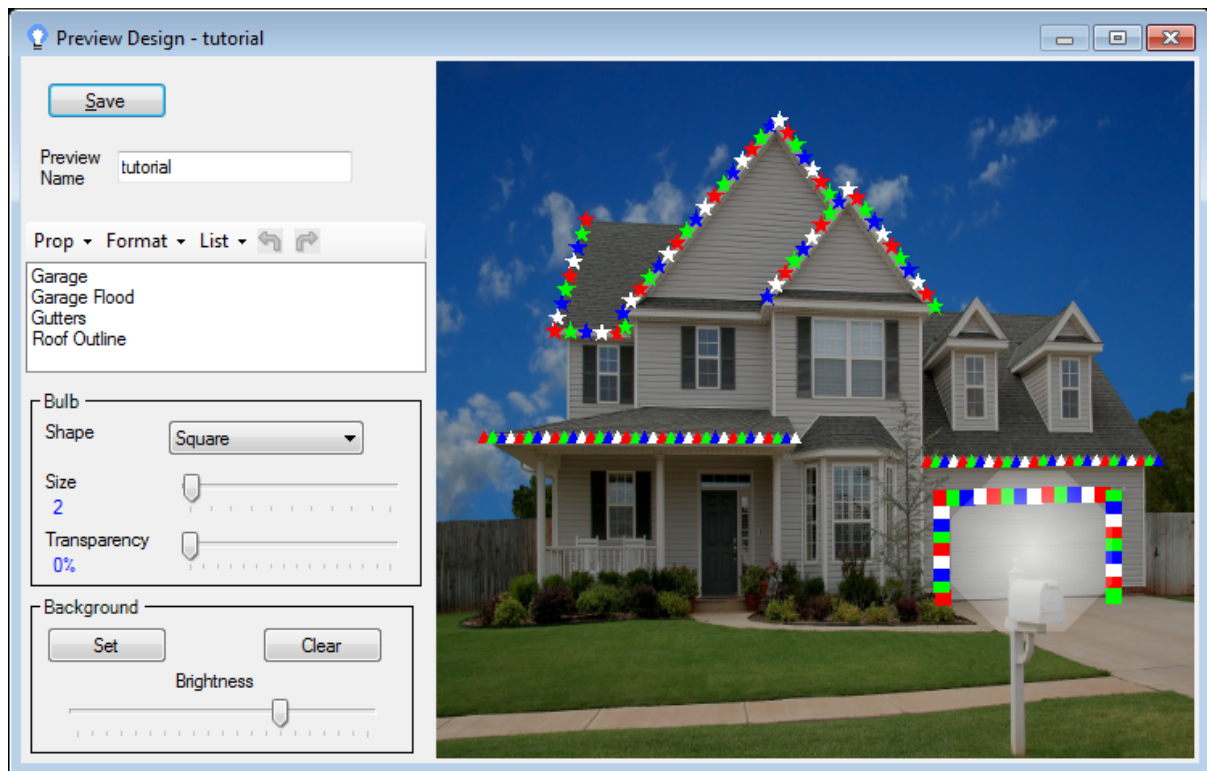 Preview Design - tutorial
Save
Preview Name
tutorial
Prop Format List
Garage
Garage Flood
Gutters
Roof Outline
Bulb
Shape
Square
Size
2
Transparency
0%
Background
Set Clear
Brightness